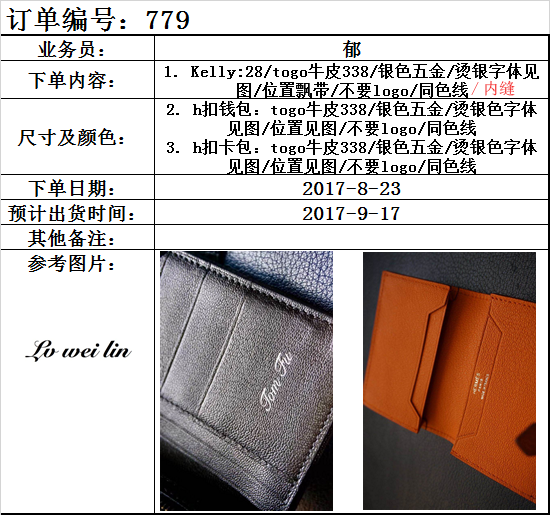 订单编号：779
业务员：
郁
下单内容：
1. Kelly:28/togo牛皮338/银色五金/烫银字体见
图/位置飘带/不要logo/同色线/内缝
尺寸及颜色：
2. h扣钱包：togo牛皮338/银色五金/烫银色字体
见图/位置见图/不要logo/同色线
3. h扣卡包：togo牛皮338/银色五金/烫银色字体
见图/位置见图/不要logo/同色线
下单日期：
2017-8-23
预计出货时间：
2017-9-17
其他备注：
参考图片：
Lv wei lin
Tom Fu
HERMÈS
PARIS